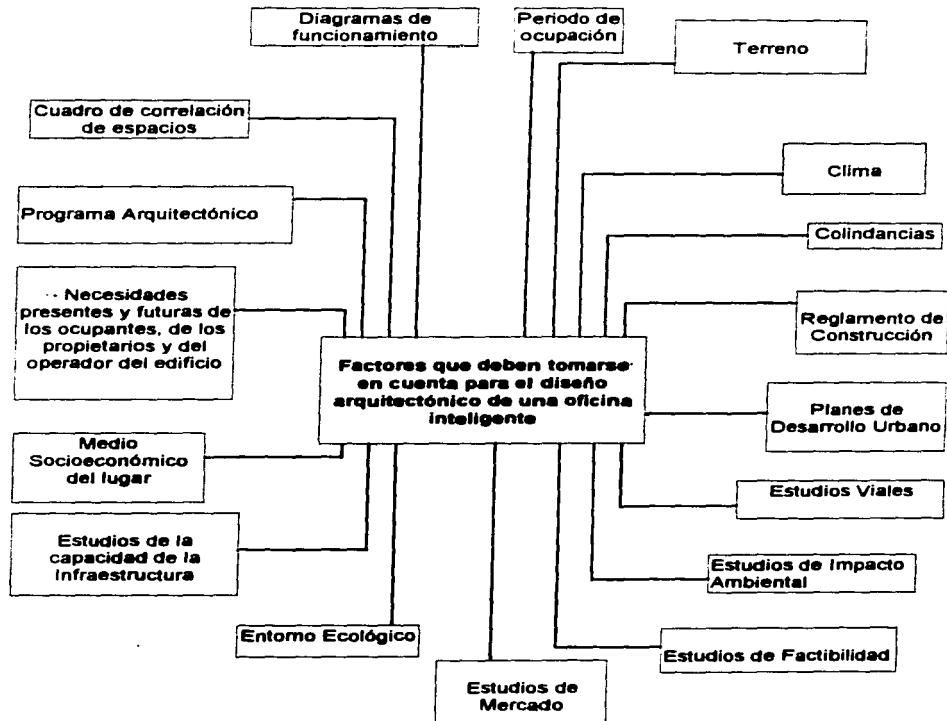 Diagramas de
funcionamiento
Periodo de
ocupación
Terreno
Cuadro de correlación
de espacios
Clima
Programa Arquitectónico
Colindancias
Necesidades
presentes y futuras de
los ocupantes, de los
propietarios y del
operador del edificio
Reglamento de
Construcción
Factores que deben tomarse
en cuenta para el diseño
arquitectónico de una oficina
inteligente
Planes de
Desarrollo Urbano
Medio
Socioeconómico
del lugar
Estudios Viales
Estudios de la
capacidad de la
Infraestructura
Estudios de Impacto
Ambiental
Entorno Ecológico
Estudios de Factibilidad
Estudios de
Mercado